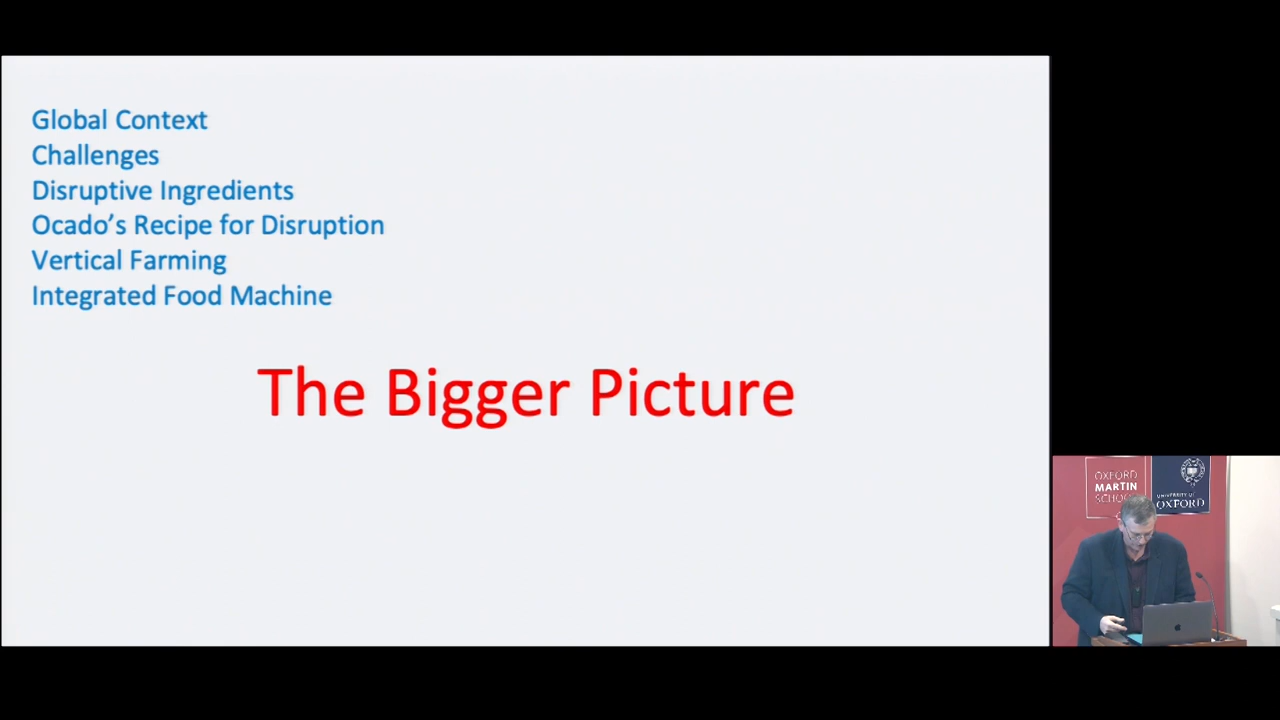 Global Context
Challenges
Disruptive Ingredients
Ocado's Recipe for Disruption
Vertical Farming
Integrated Food Machine
The Bigger Picture
OXFORD
MARTIN
SCHOOL
UNIVERSITY OF
OXFORD